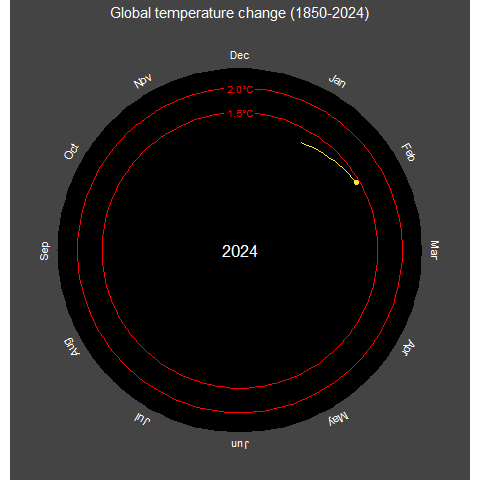 Global temperature change (1850-2024)
Dec
Jan
Feb
Mar
Apr
May
Jun
Jul
Aug
Sep
Oct
Nov
2.0°C
1.5°C
2024